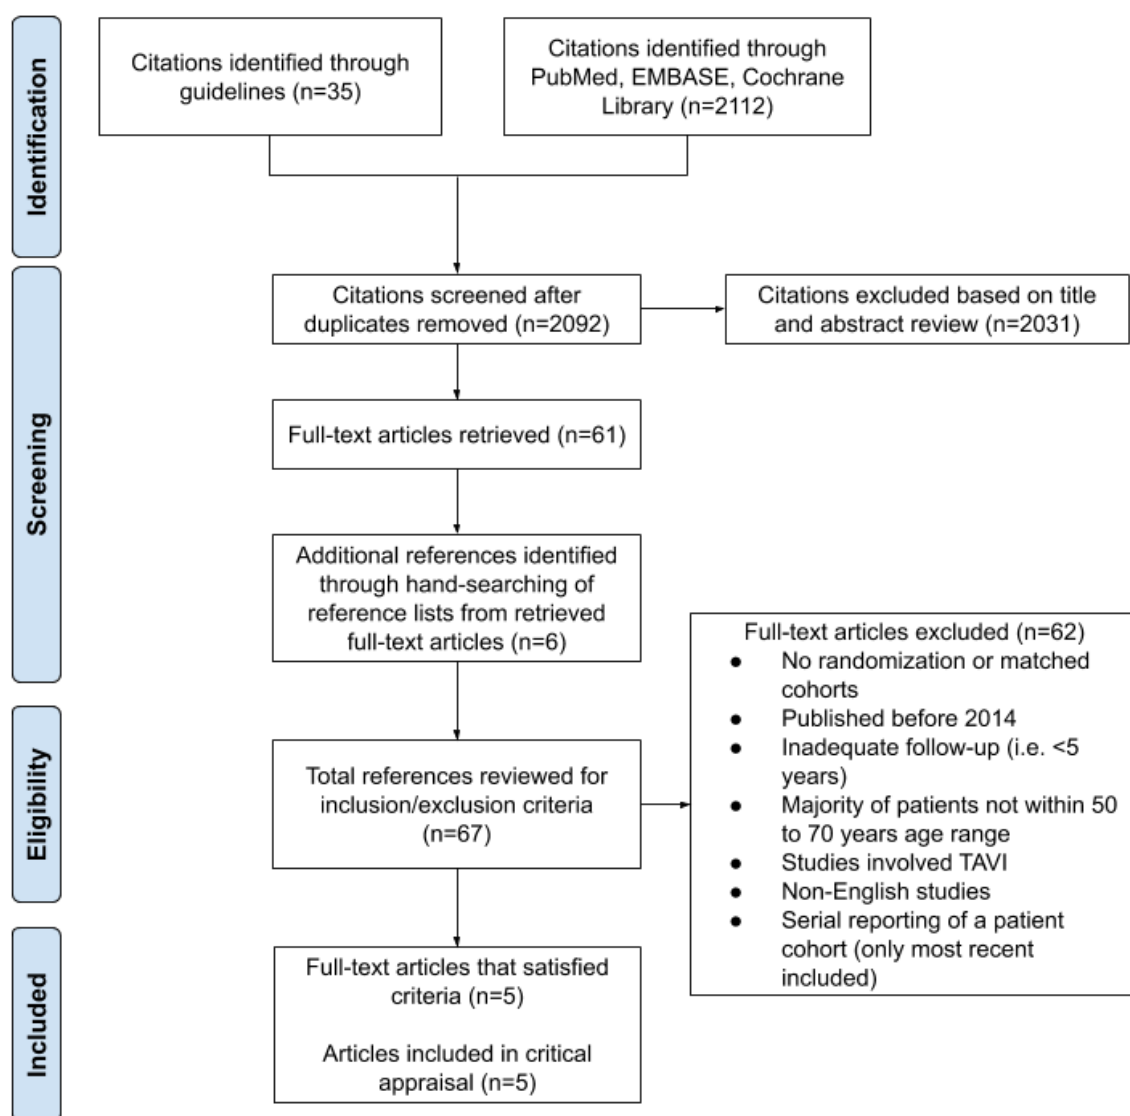 Identification
Citations identified through
guidelines (n=35)
Citations identified through
PubMed, EMBASE, Cochrane
Library (n=2112)
Screening
Citations screened after
duplicates removed (n=2092)
Citations excluded based on title
and abstract review (n=2031)
Full-text articles retrieved (n=61)
Additional references identified
through hand-searching of
reference lists from retrieved
full-text articles (n=6)
Eligibility
Total references reviewed for
inclusion/exclusion criteria
(n=67)
Full-text articles excluded (n=62)
● No randomization or matched
cohorts
● Published before 2014
● Inadequate follow-up (i.e. <5
years)
● Majority of patients not within 50
to 70 years age range
● Studies involved TAVI
● Non-English studies
● Serial reporting of a patient
cohort (only most recent
included)
Included
Full-text articles that satisfied
criteria (n=5)
Articles included in critical
appraisal (n=5)